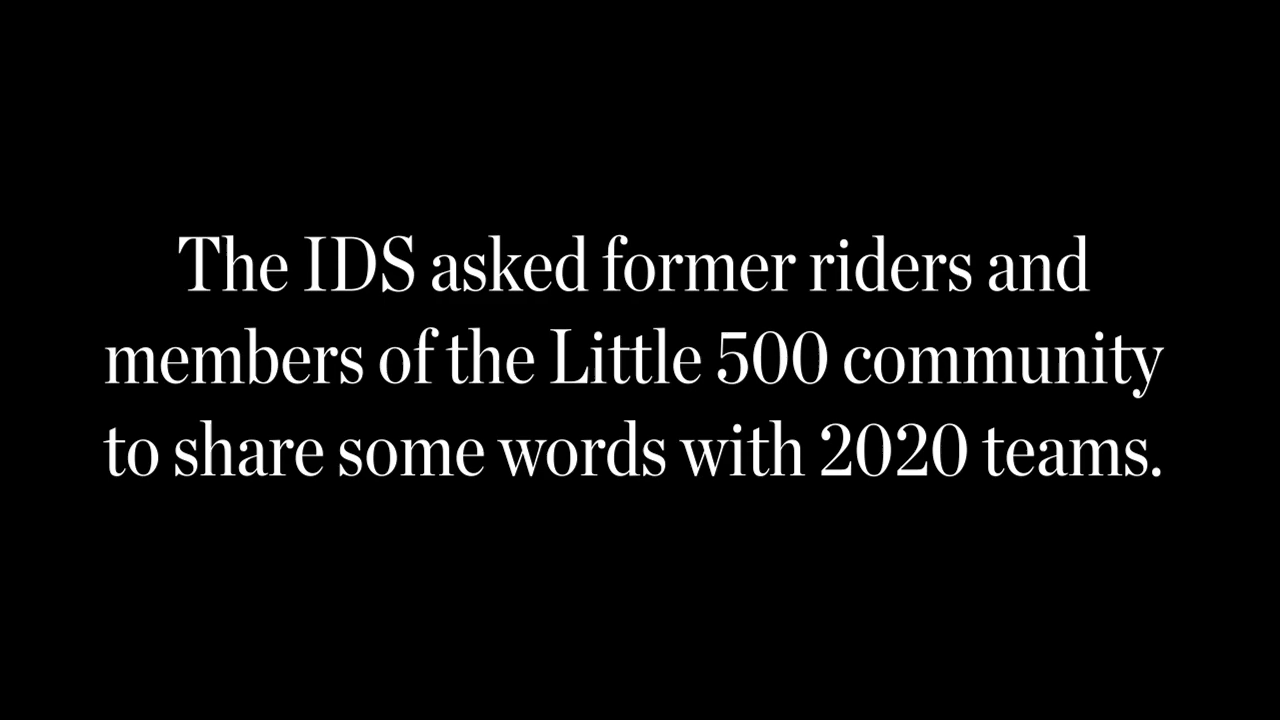 The IDS asked former riders and
members of the Little 500 community
to share some words with 2020 teams.